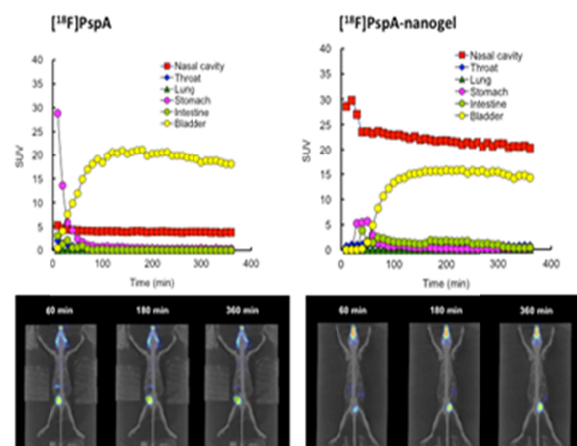 [¹⁸F]PspA
SUV
40
35
30
25
20
15
10
5
0
Nasal cavity
Throat
Lung
Stomach
Intestine
Bladder
0
200
400
Time (min)
[¹⁸F]PspA-nanogel
SUV
40
35
30
25
20
15
10
5
0
Nasal cavity
Throat
Lung
Stomach
Intestine
Bladder
0
100
200
300
400
Time (min)
60 min 180 min 360 min
60 min 180 min 360 min